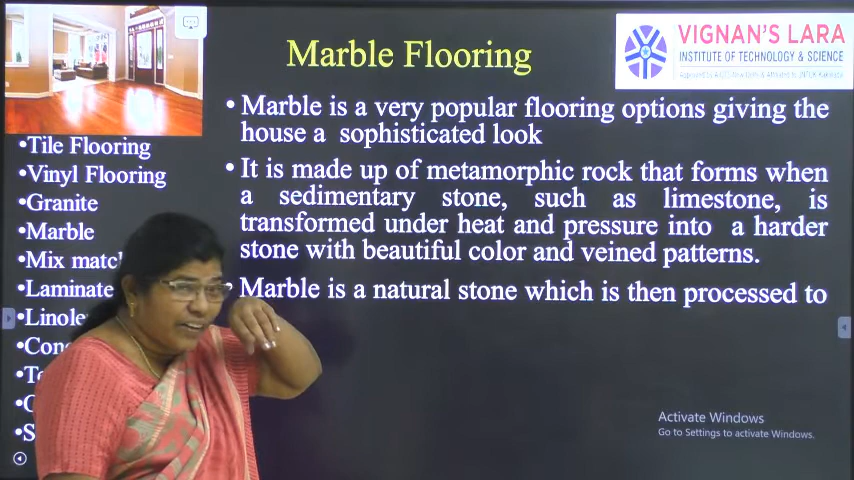 Marble Flooring
VIGNAN'S LARA
INSTITUTE OF TECHNOLOGY & SCIENCE
•Tile Flooring
•Vinyl Flooring
•Granite
•Marble
•Mix
•Laminate
• Marble is a very popular flooring options giving the
house a sophisticated look
• It is made up of metamorphic rock that forms when
a sedimentary stone, such as limestone, is
transformed under heat and pressure into a harder
stone with beautiful color and veined patterns.
Marble is a natural stone which is then processed to
Activate Windows
Go to Settings to activate Windows.